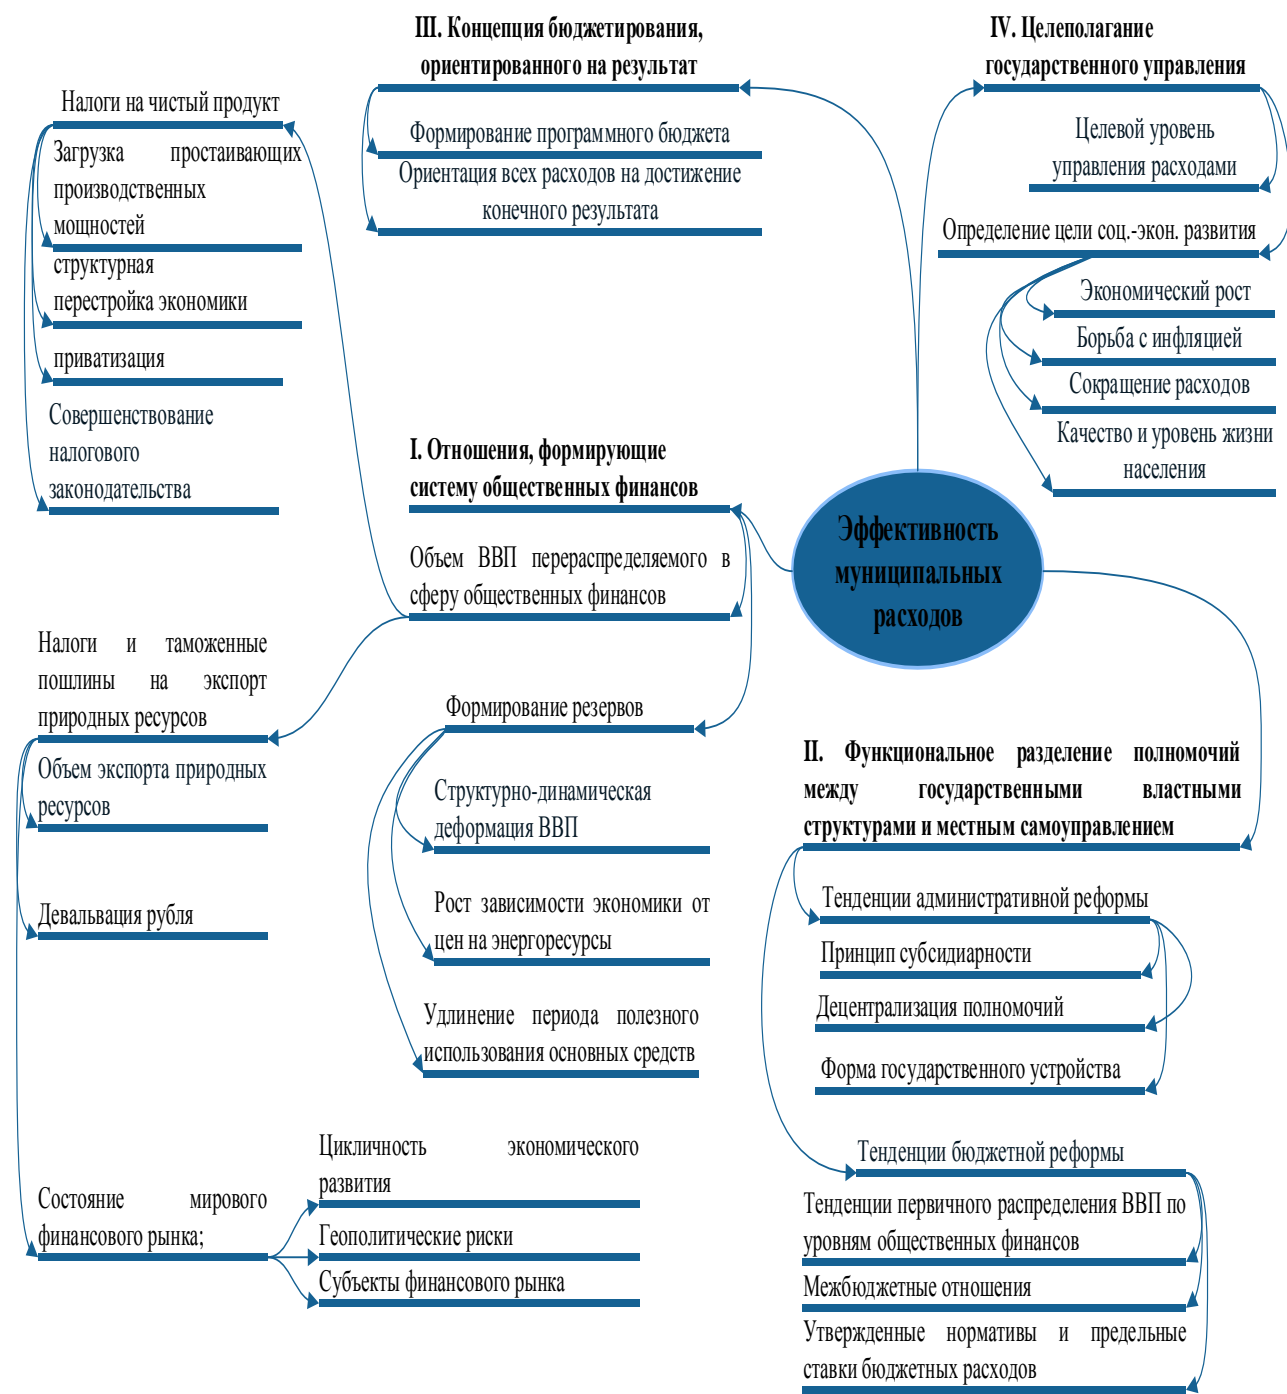 III. Концепция бюджетирования,
ориентированного на результат
Формирование программного бюджета
Ориентация всех расходов на достижение
конечного результата
IV. Целеполагание
государственного управления
Целевой уровень
управления расходами
Определение цели соц.-экон. развития
Экономический рост
Борьба с инфляцией
Сокращение расходов
Качество и уровень жизни
населения
Налоги на чистый продукт
Загрузка простаивающих
производственных
мощностей
структурная
перестройка экономики
приватизация
Совершенствование
налогового
законодательства
I. Отношения, формирующие
систему общественных финансов
Объем ВВП перераспределяемого в
сферу общественных финансов
Эффективность
муниципальных
расходов
Налоги и таможенные
пошлины на экспорт
природных ресурсов
Объем экспорта природных
ресурсов
Девальвация рубля
Состояние мирового
финансового рынка;
Цикличность экономического
развития
Геополитические риски
Субъекты финансового рынка
Формирование резервов
Структурно-динамическая
деформация ВВП
Рост зависимости экономики от
цен на энергоресурсы
Удлинение периода полезного
использования основных средств
II. Функциональное разделение полномочий
между государственными властными
структурами и местным самоуправлением
Тенденции административной реформы
Принцип субсидиарности
Децентрализация полномочий
Форма государственного устройства
Тенденции бюджетной реформы
Тенденции первичного распределения ВВП по
уровням общественных финансов
Межбюджетные отношения
Утвержденные нормативы и предельные
ставки бюджетных расходов